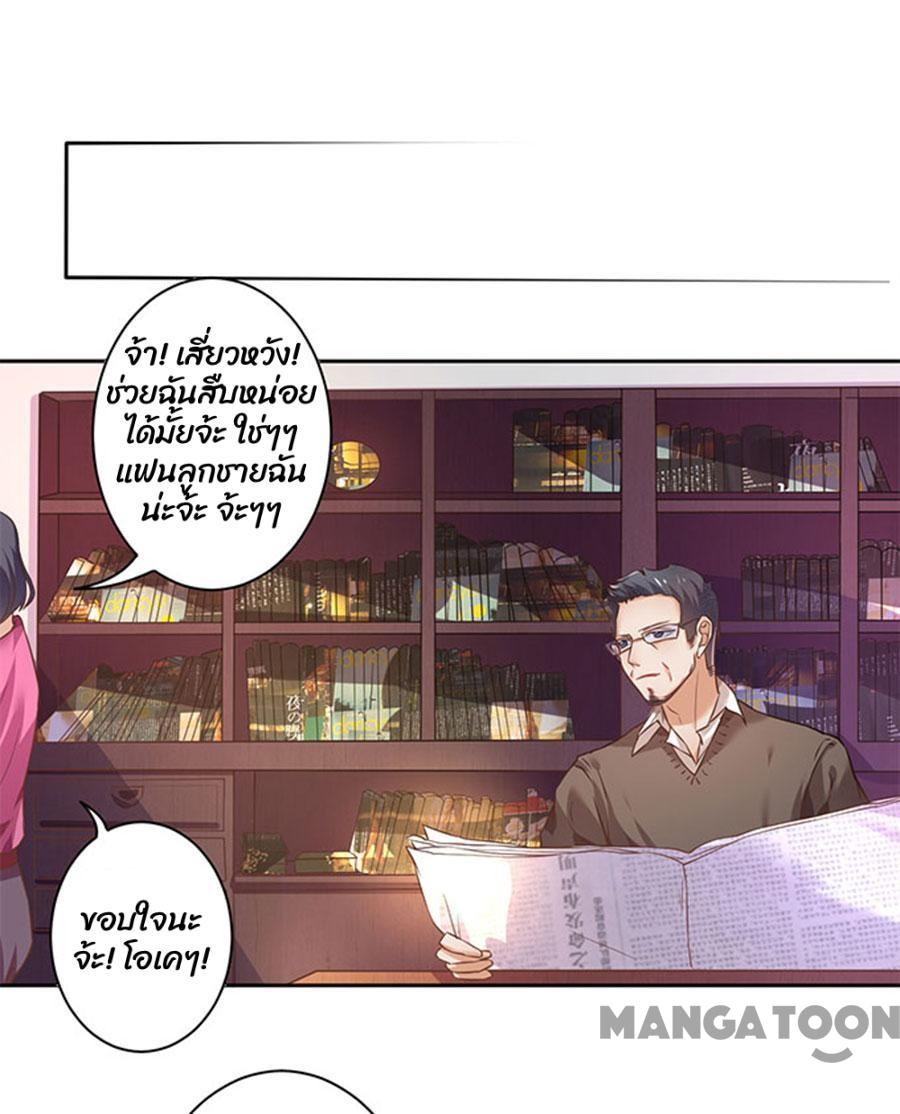 จ้า! เสี่ยวหวัง!
ช่วยฉันสืบหน่อย
ได้มั้ยจ้ะ ใช่ๆๆ
แฟนลูกชายฉัน
น่ะจ้ะ จ้ะๆๆ
ขอบใจนะ
จ้ะ! โอเคๆ!
MANGATOON